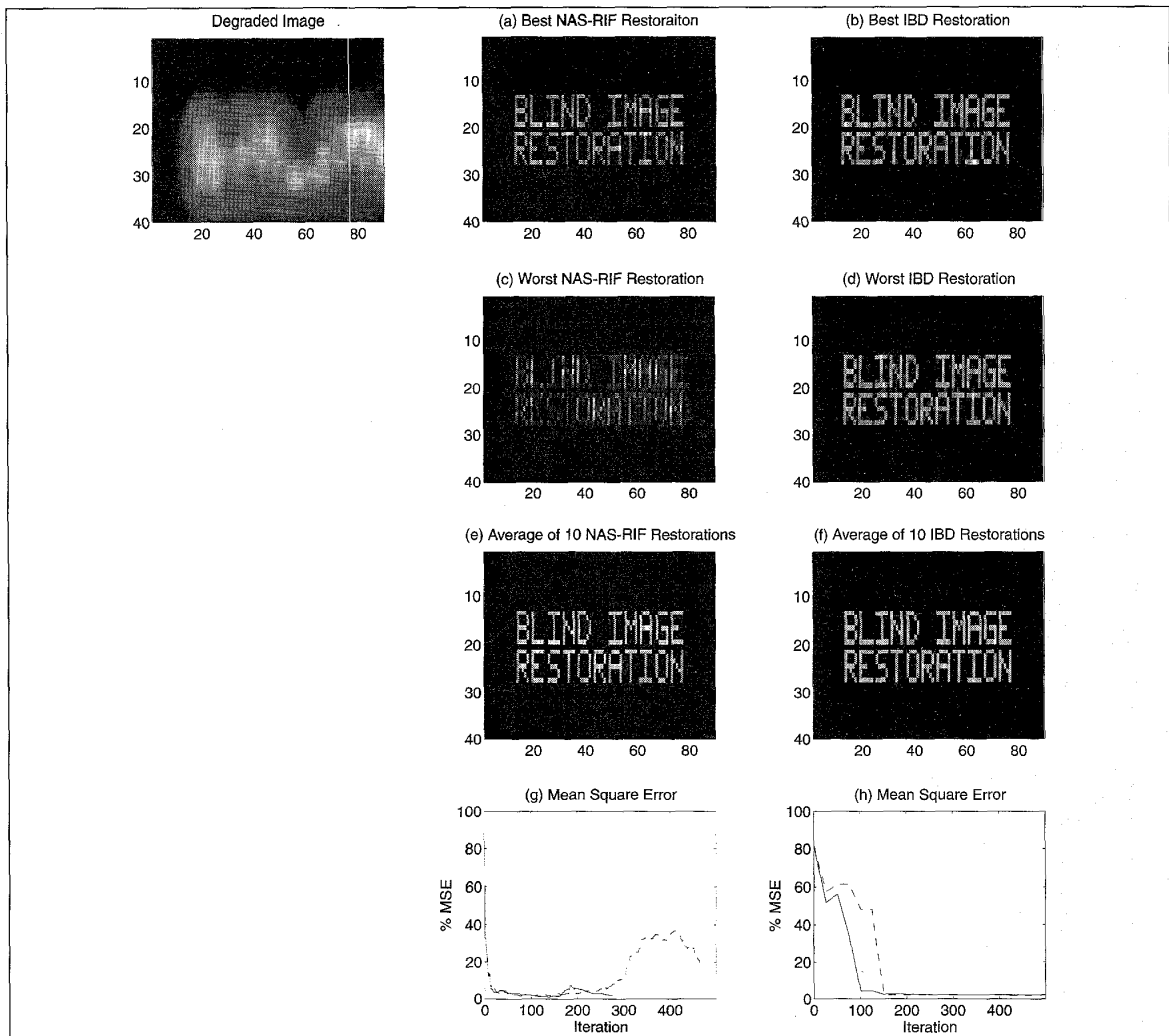 Degraded Image
10
20
30
40
20 40 60 80
(a) Best NAS-RIF Restoraiton
10
20
30
40
BLIND IMAGE
RESTORATION
20 40 60 80
(b) Best IBD Restoration
10
20
30
40
BLIND IMAGE
RESTORATION
20 40 60 80
(c) Worst NAS-RIF Restoration
10
20
30
40
BLIND IMAGE
RESTORATION
20 40 60 80
(d) Worst IBD Restoration
10
20
30
40
BLIND IMAGE
RESTORATION
20 40 60 80
(e) Average of 10 NAS-RIF Restorations
10
20
30
40
BLIND IMAGE
RESTORATION
20 40 60 80
(f) Average of 10 IBD Restorations
10
20
30
40
BLIND IMAGE
RESTORATION
20 40 60 80
(g) Mean Square Error
100
80
60
40
20
0
% MSE
0 100 200 300 400
Iteration
(h) Mean Square Error
100
80
60
40
20
0
% MSE
0 100 200 300 400
Iteration